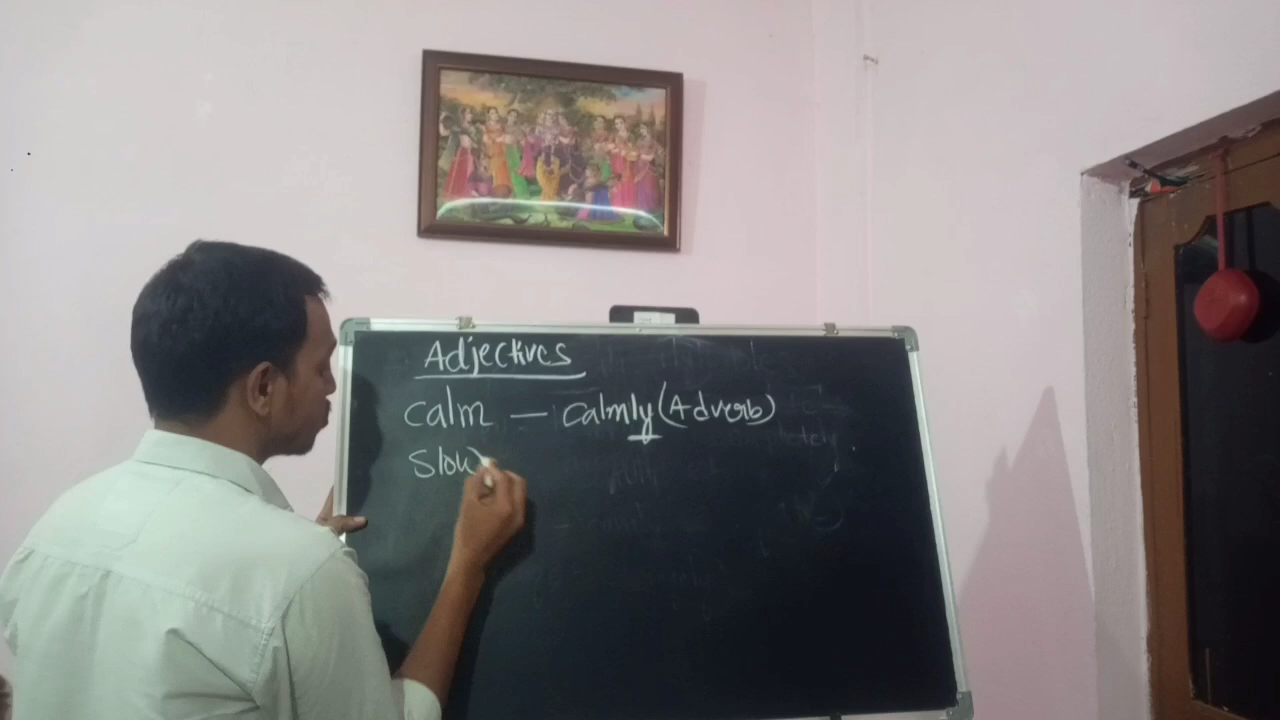 Adjectives
calm — calmly (Adverb)
Slow